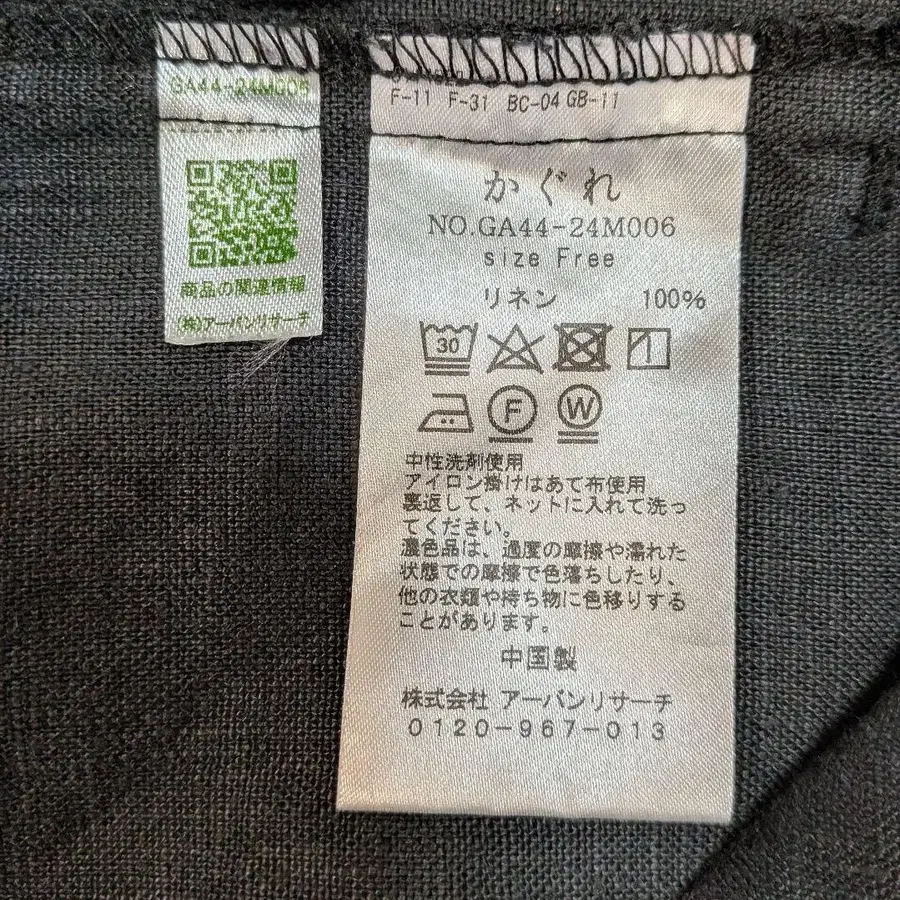 GA44-24M006
商品の関連情報
(株)アーバンリサーチ
F-11 F-31 BC-04 GB-11
かぐれ
NO.GA44-24M006
size Free
リネン 100%
30
F W
中性洗剤使用
アイロン掛けはあて布使用
裏返して、ネットに入れて洗っ
てください。
濃色品は、過度の摩擦や濡れた
状態での摩擦で色落ちしたり、
他の衣類や持ち物に色移りする
ことがあります。
中国製
株式会社 アーバンリサーチ
0120-967-013